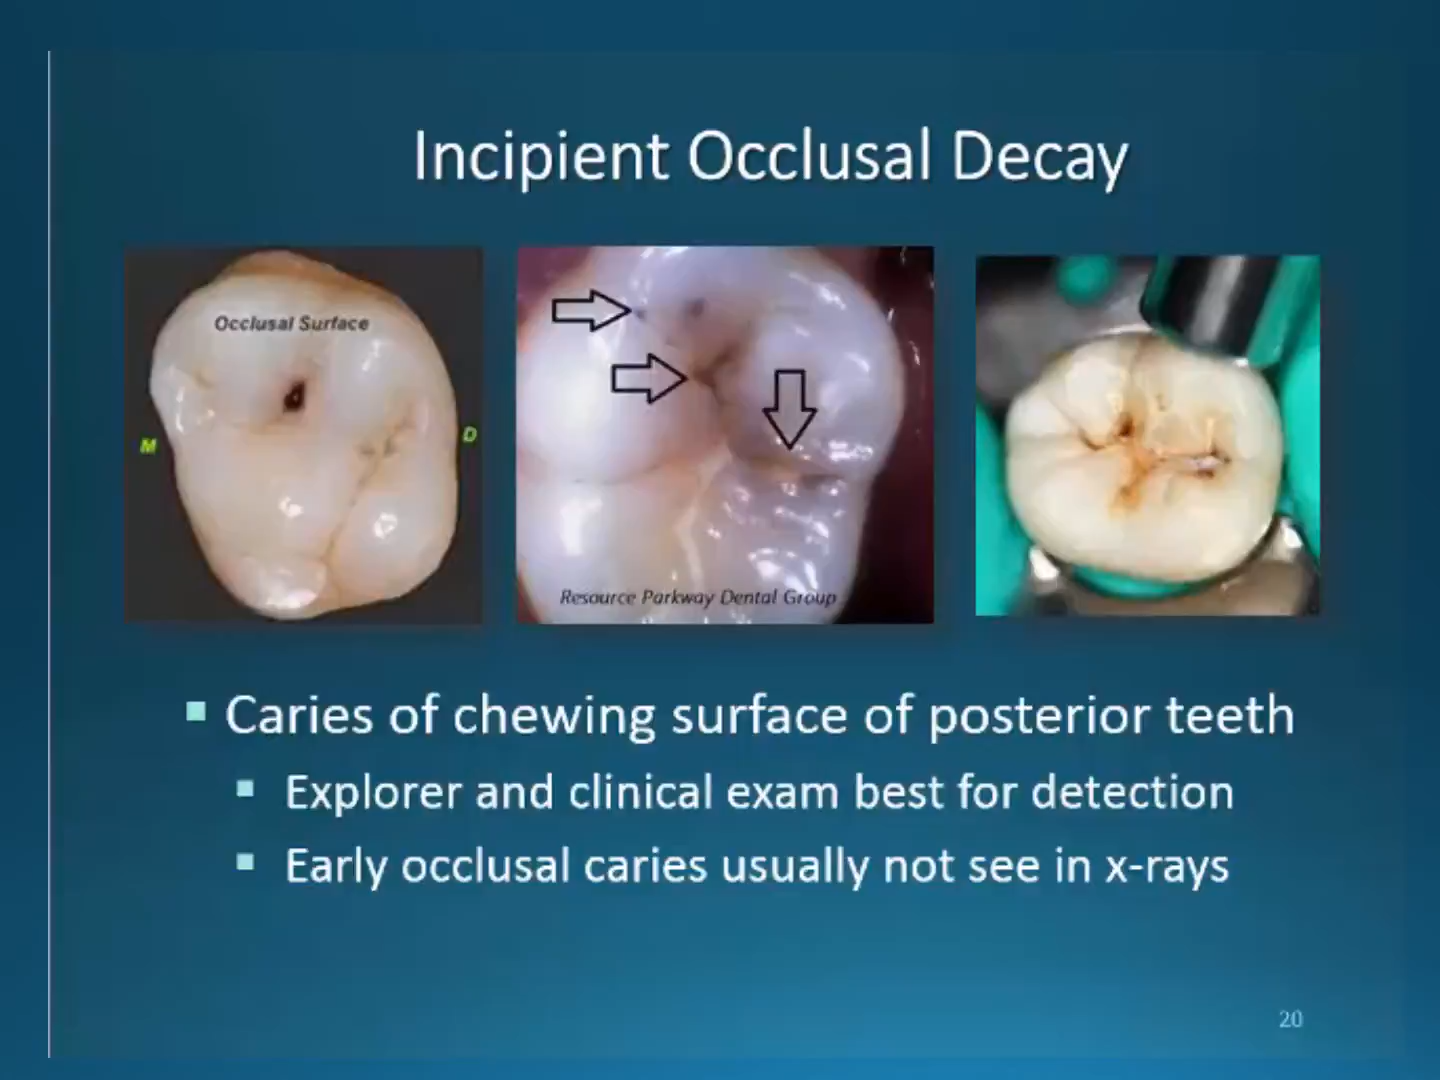 Incipient Occlusal Decay
Occlusal Surface
M
D
Resource Parkway Dental Group
Caries of chewing surface of posterior teeth
Explorer and clinical exam best for detection
Early occlusal caries usually not see in x-rays
20